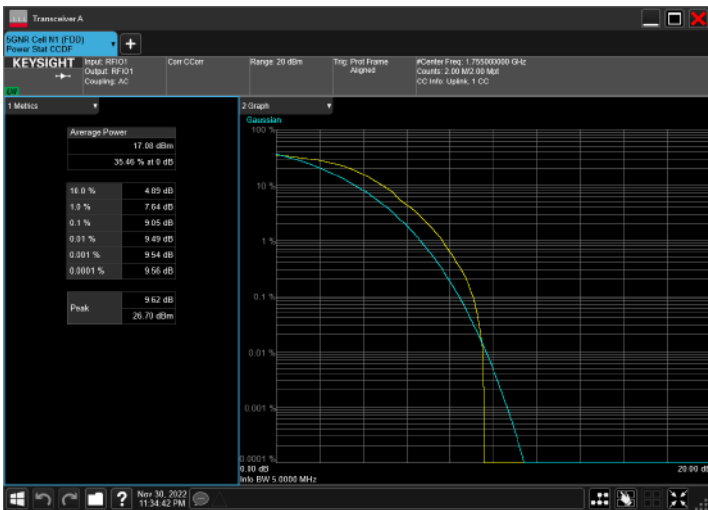 Transceiver A
5GNR Cell N1 (FDD)
Power Stat CCDF
KEYSIGHT
Input: RFIO1
Output: RFIO1
Coupling: AC
Corr CCorr
Range: 20 dBm
Trig: Prot Frame
Aligned
#Center Freq: 1.755000000 GHz
Counts: 2.00 M/2.00 Mpt
CC Info: Uplink, 1 CC
1 Metrics
Average Power
17.08 dBm
35.46 % at 0 dB
10.0 % 4.89 dB
1.0 % 7.64 dB
0.1 % 9.05 dB
0.01 % 9.49 dB
0.001 % 9.54 dB
0.0001 % 9.56 dB
Peak
9.62 dB
26.70 dBm
2 Graph
Gaussian
100 %
10 %
1 %
0.1 %
0.01 %
0.001 %
0.0001 %
0.00 dB
20.00 dB
Info BW 5.0000 MHz
Nov 30, 2022
11:34:42 PM